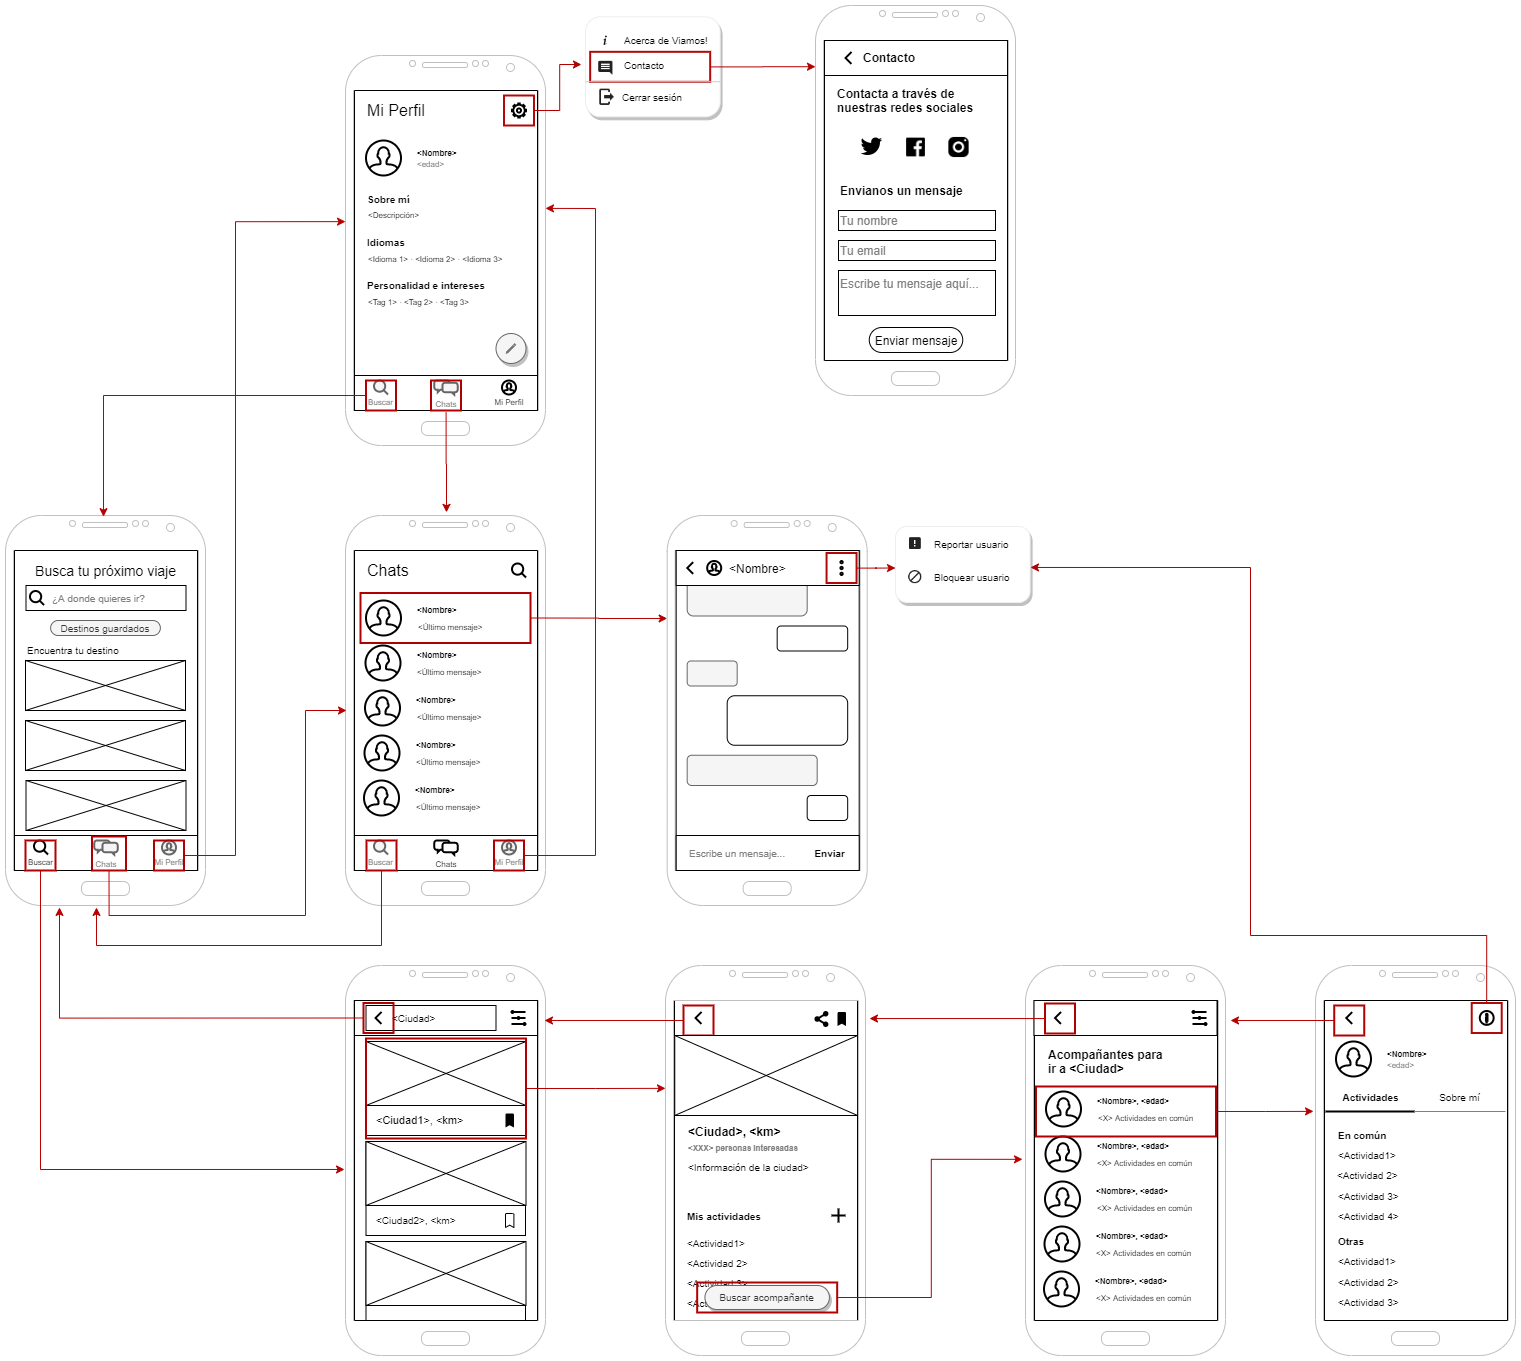 Acerca de Viamos!
Contacto
Cerrar sesión
Contacto
Contacta a través de
nuestras redes sociales
Envianos un mensaje
Tu nombre
Tu email
Escribe tu mensaje aquí...
Enviar mensaje
Mi Perfil
<Nombre>
<edad>
Sobre mí
<Descripción>
Idiomas
<Idioma 1> · <Idioma 2> · <Idioma 3>
Personalidad e intereses
<Tag 1> · <Tag 2> · <Tag 3>
Buscar
Chats
Mi Perfil
Busca tu próximo viaje
¿A donde quieres ir?
Destinos guardados
Encuentra tu destino
Buscar
Chats
Mi Perfil
Chats
<Nombre>
<Último mensaje>
<Nombre>
<Último mensaje>
<Nombre>
<Último mensaje>
<Nombre>
<Último mensaje>
<Nombre>
<Último mensaje>
Buscar
Chats
Mi Perfil
<Nombre>
Escribe un mensaje...
Enviar
Reportar usuario
Bloquear usuario
<Ciudad>
<Ciudad1>, <km>
<Ciudad2>, <km>
<Ciudad>, <km>
<XXX> personas interesadas
<Información de la ciudad>
Mis actividades
<Actividad1>
<Actividad 2>
<Actividad 3>
Buscar acompañante
Acompañantes para
ir a <Ciudad>
<Nombre>, <edad>
<X> Actividades en común
<Nombre>, <edad>
<X> Actividades en común
<Nombre>, <edad>
<X> Actividades en común
<Nombre>, <edad>
<X> Actividades en común
<Nombre>, <edad>
<X> Actividades en común
<Nombre>
<edad>
Actividades
Sobre mí
En común
<Actividad1>
<Actividad 2>
<Actividad 3>
<Actividad 4>
Otras
<Actividad1>
<Actividad 2>
<Actividad 3>